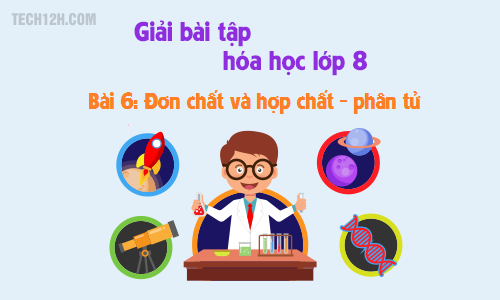 TECH12H.COM
Giải bài tập
hóa học lớp 8
Bài 6: Đơn chất và hợp chất - phân tử